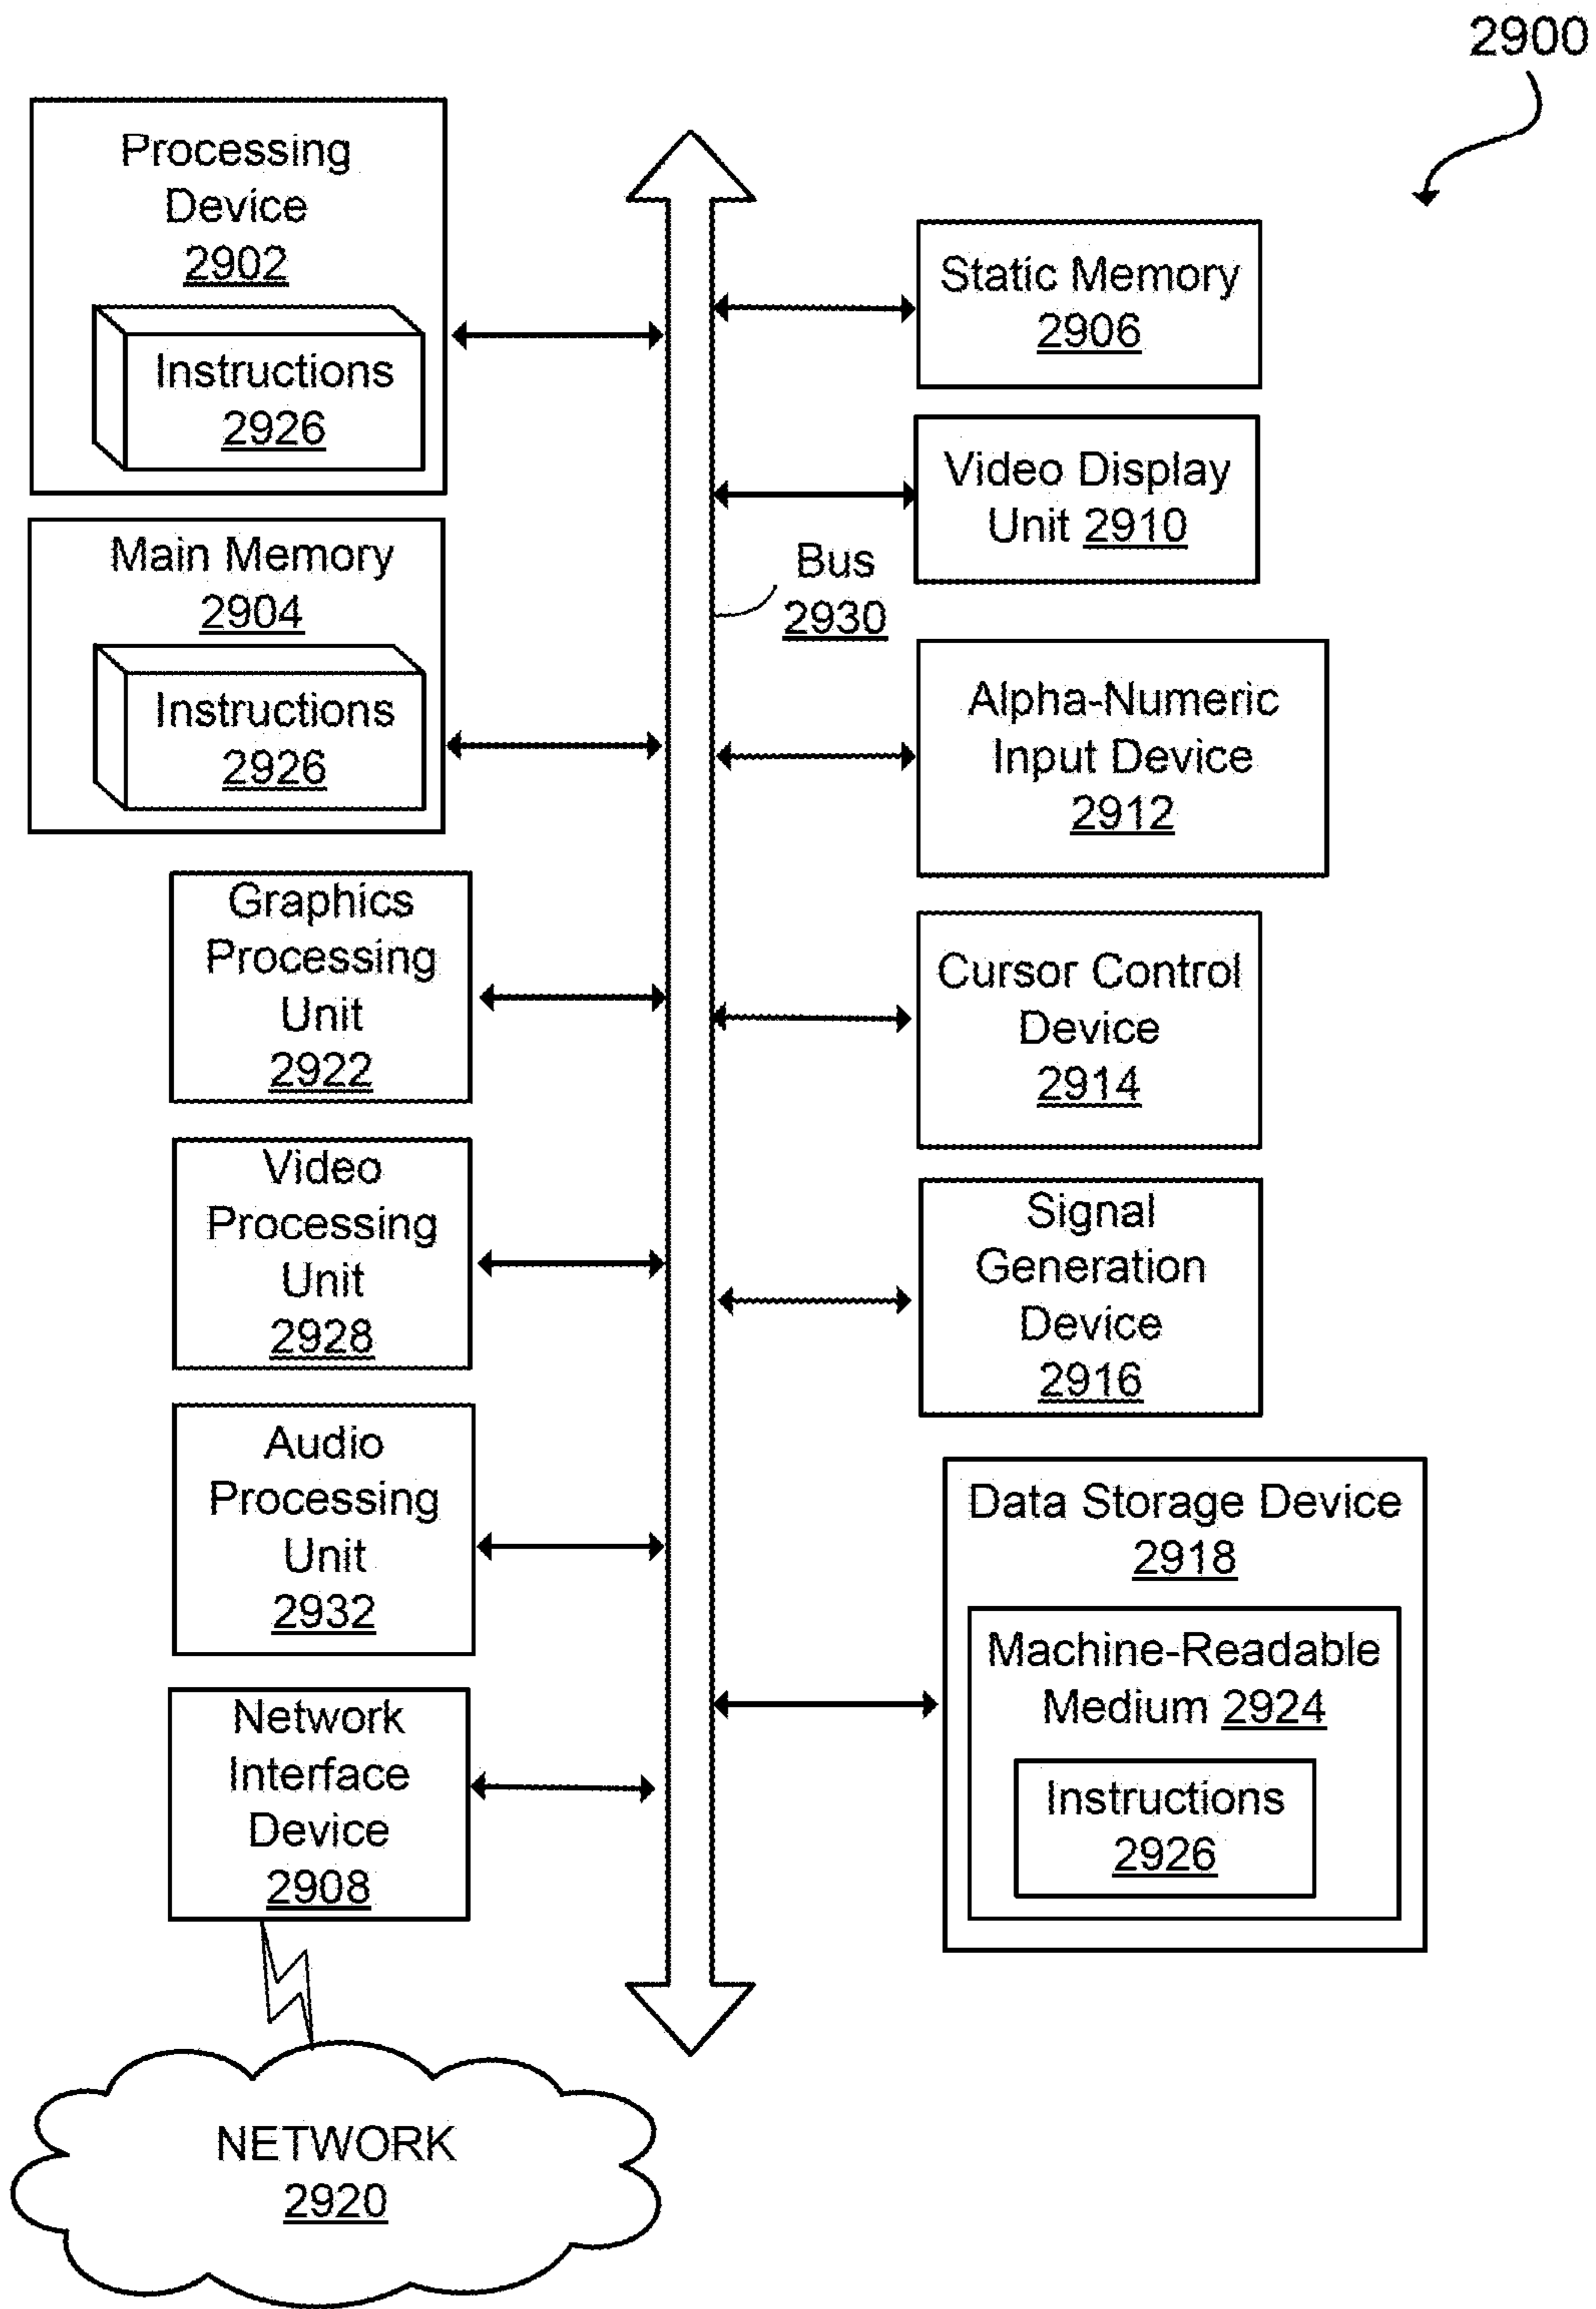 2900
Processing
Device
2902
Instructions
2926
Main Memory
2904
Instructions
2926
Graphics
Processing
Unit
2922
Video
Processing
Unit
2928
Audio
Processing
Unit
2932
Network
Interface
Device
2908
NETWORK
2920
Bus
2930
Static Memory
2906
Video Display
Unit 2910
Alpha-Numeric
Input Device
2912
Cursor Control
Device
2914
Signal
Generation
Device
2916
Data Storage Device
2918
Machine-Readable
Medium 2924
Instructions
2926